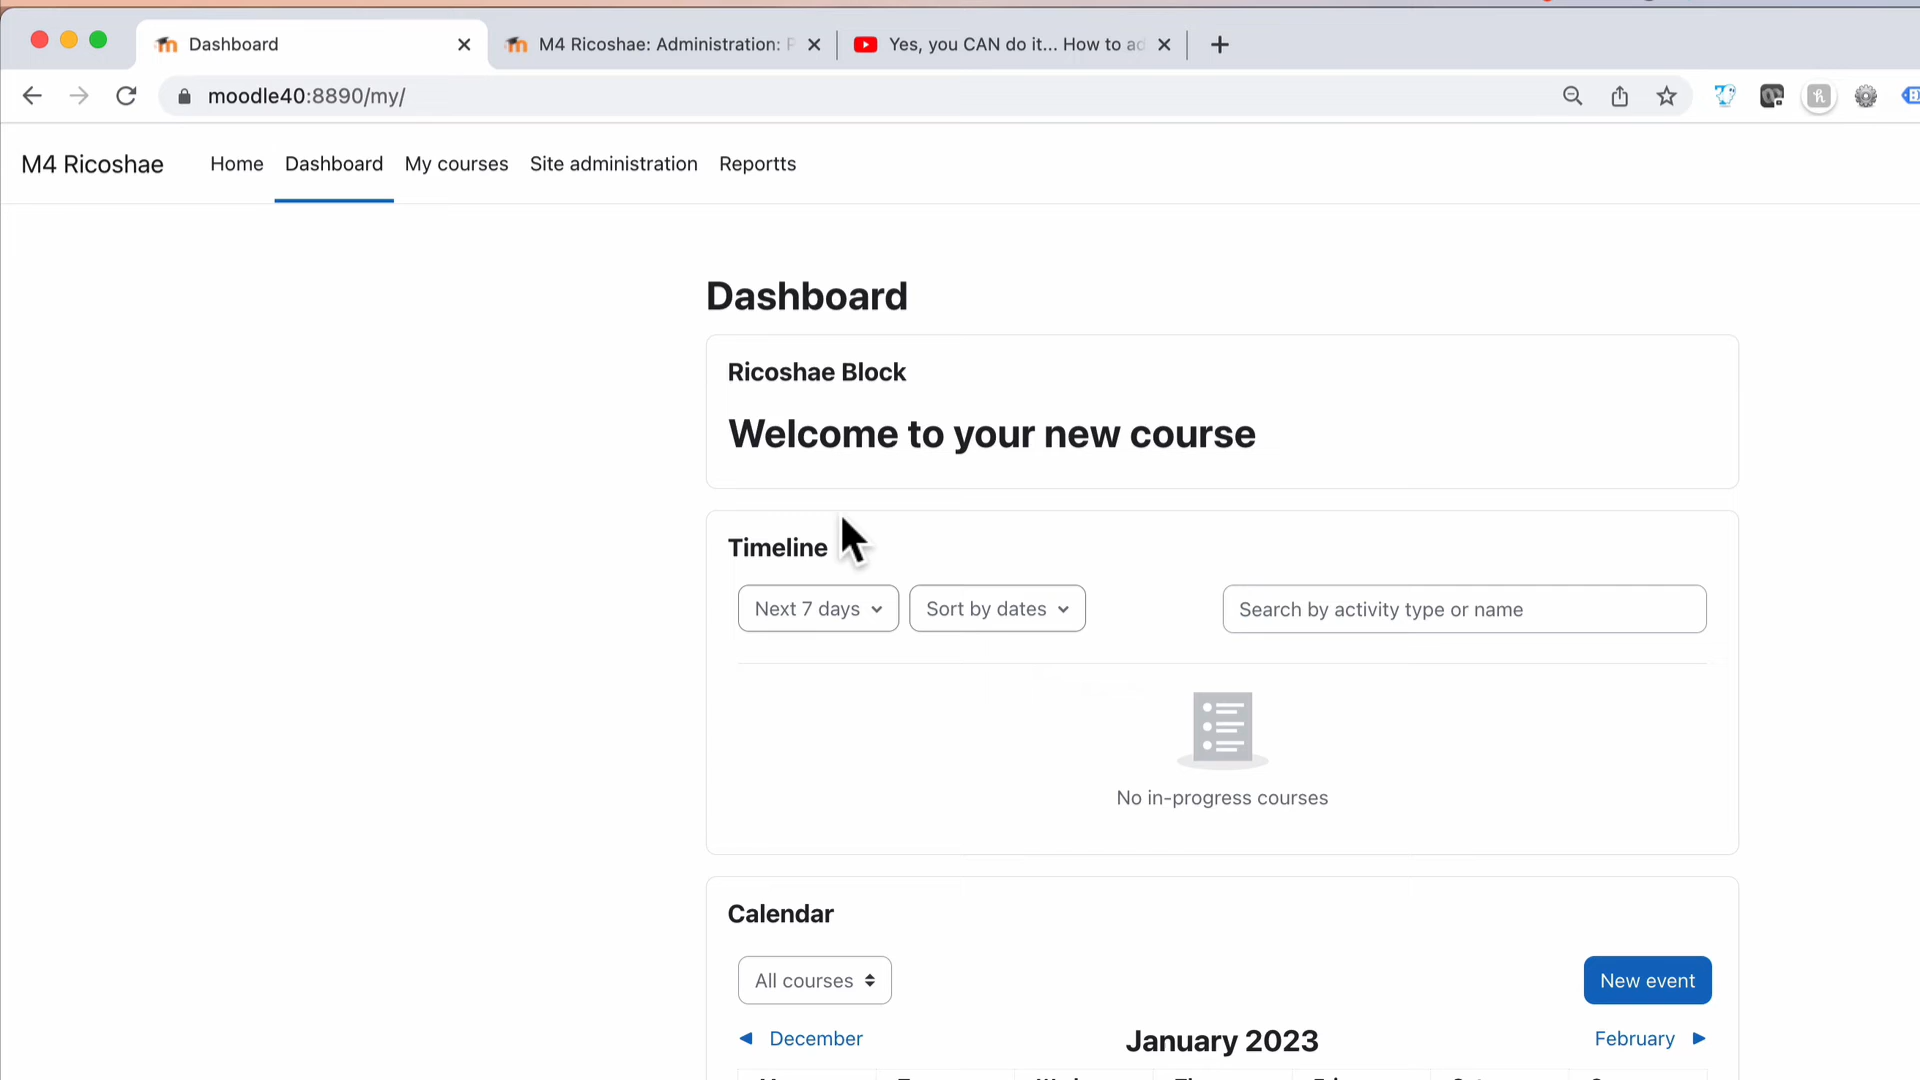 Dashboard
M4 Ricoshae: Administration: P
Yes, you CAN do it... How to ad
moodle40:8890/my/
M4 Ricoshae
Home
Dashboard
My courses
Site administration
Reportts
Dashboard
Ricoshae Block
Welcome to your new course
Timeline
Next 7 days
Sort by dates
Search by activity type or name
No in-progress courses
Calendar
All courses
New event
December
January 2023
February